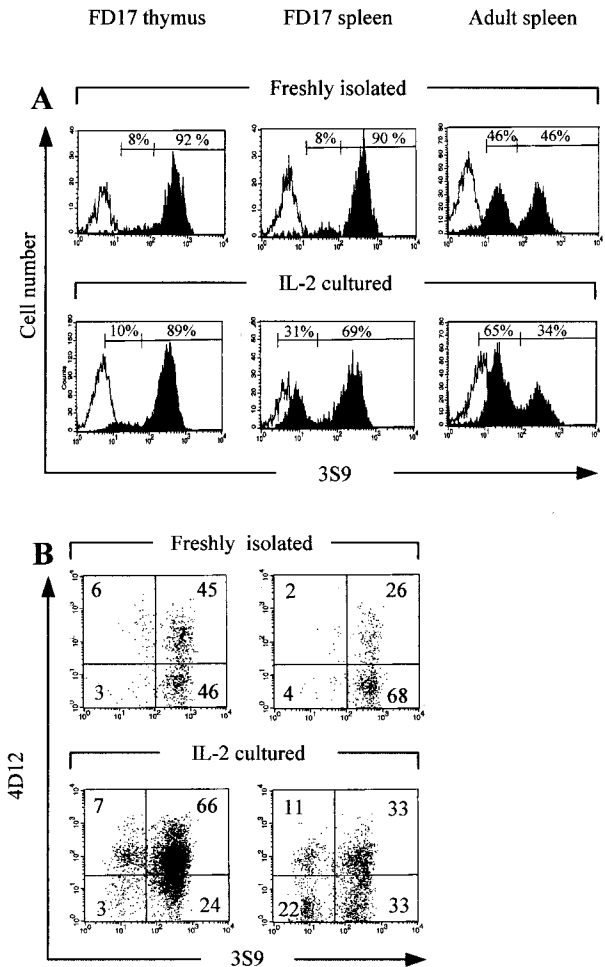 FD17 thymus FD17 spleen Adult spleen
Freshly isolated
A
8% 92 % 8% 90 % 46% 46%
IL-2 cultured
10% 89% 31% 69% 65% 34%
Counts
Cell number
3S9
B
Freshly isolated
6 45 2 26
3 46 4 68
IL-2 cultured
7 66 11 33
3 24 22 33
4D12
3S9